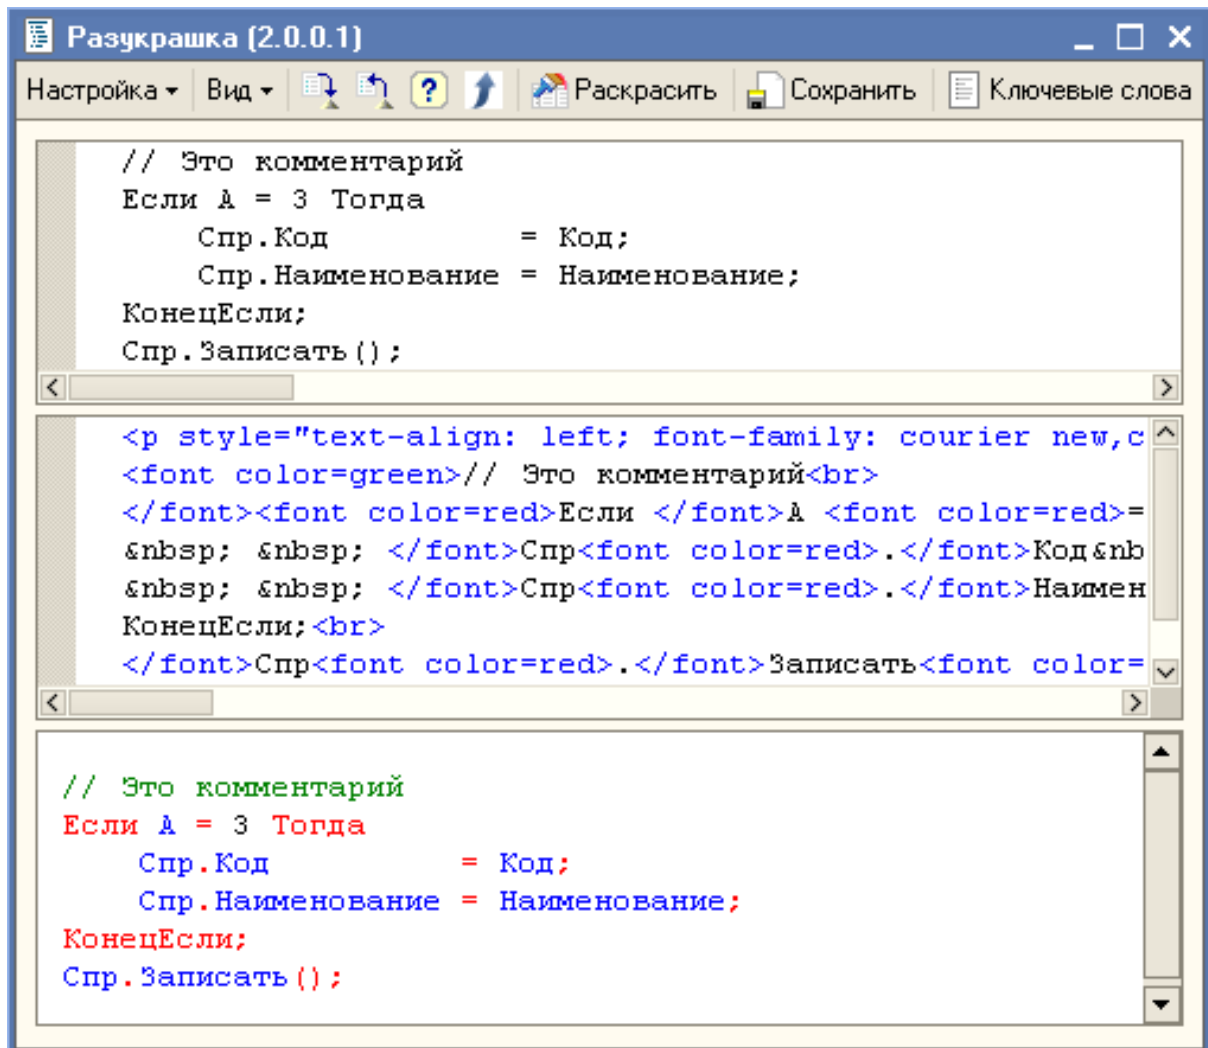 Разукрашка (2.0.0.1)
Настройка Вид ? Раскрасить Сохранить Ключевые слова
// Это комментарий
Если А = 3 Тогда
Спр.Код = Код;
Спр.Наименование = Наименование;
КонецЕсли;
Спр.Записать();
<p style="text-align: left; font-family: courier new,c
<font color=green>// Это комментарий<br>
</font><font color=red>Если </font>А <font color=red>=
&nbsp; &nbsp; </font>Спр<font color=red>.</font>Код&nb
&nbsp; &nbsp; </font>Спр<font color=red>.</font>Наимен
КонецЕсли;<br>
</font>Спр<font color=red>.</font>Записать<font color=
// Это комментарий
Если А = 3 Тогда
Спр.Код = Код;
Спр.Наименование = Наименование;
КонецЕсли;
Спр.Записать();